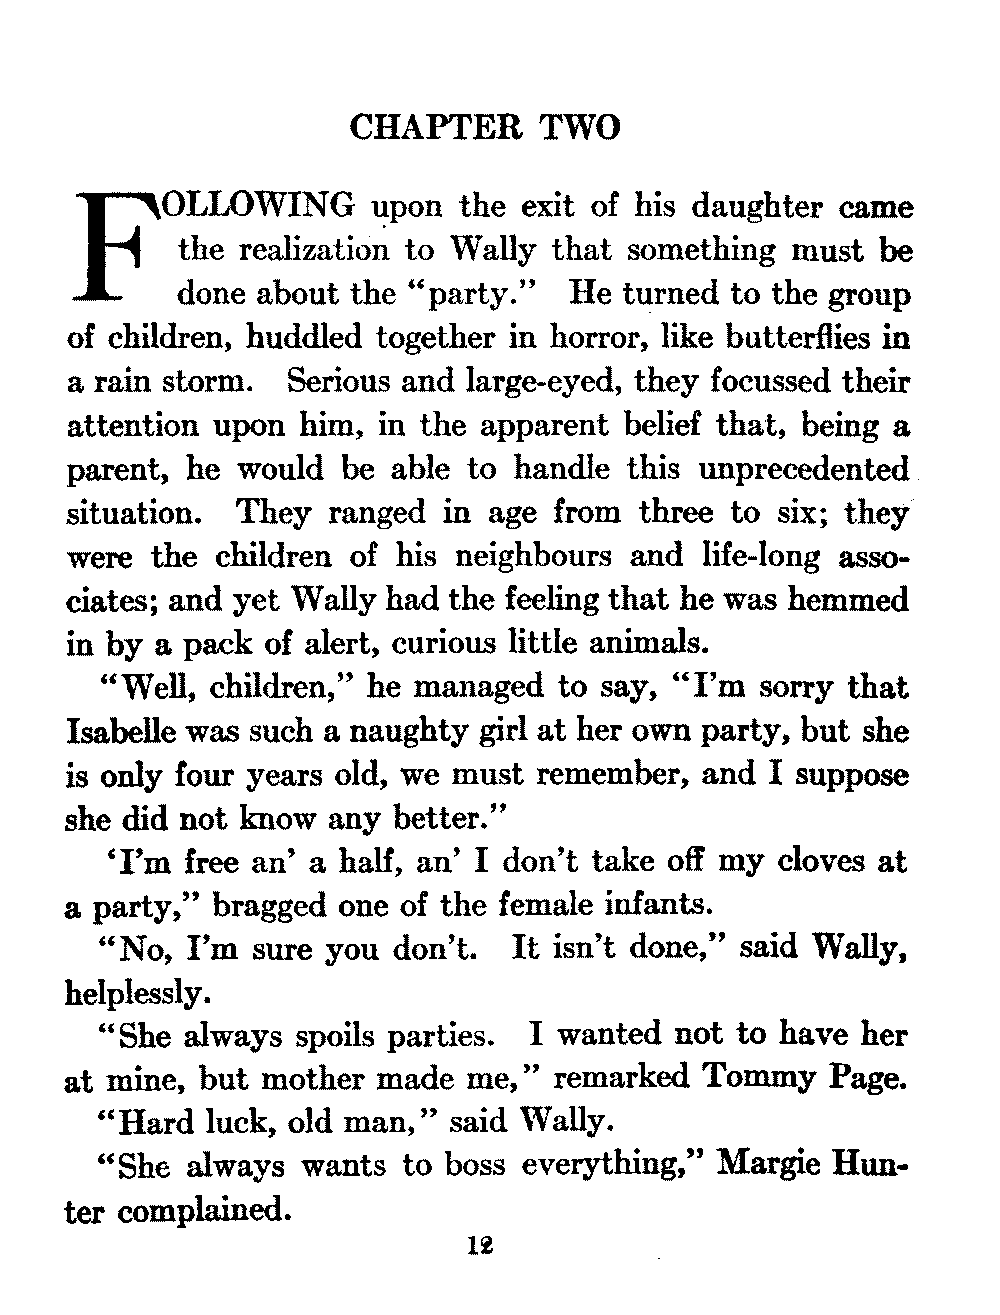 CHAPTER TWO
FOLLOWING upon the exit of his daughter came
the realization to Wally that something must be
done about the “party.” He turned to the group
of children, huddled together in horror, like butterflies in
a rain storm. Serious and large-eyed, they focussed their
attention upon him, in the apparent belief that, being a
parent, he would be able to handle this unprecedented
situation. They ranged in age from three to six; they
were the children of his neighbours and life-long asso-
ciates; and yet Wally had the feeling that he was hemmed
in by a pack of alert, curious little animals.
“Well, children,” he managed to say, “I’m sorry that
Isabelle was such a naughty girl at her own party, but she
is only four years old, we must remember, and I suppose
she did not know any better.”
‘I’m free an’ a half, an’ I don’t take off my cloves at
a party,” bragged one of the female infants.
“No, I’m sure you don’t. It isn’t done,” said Wally,
helplessly.
“She always spoils parties. I wanted not to have her
at mine, but mother made me,” remarked Tommy Page.
“Hard luck, old man,” said Wally.
“She always wants to boss everything,” Margie Hun-
ter complained.
12